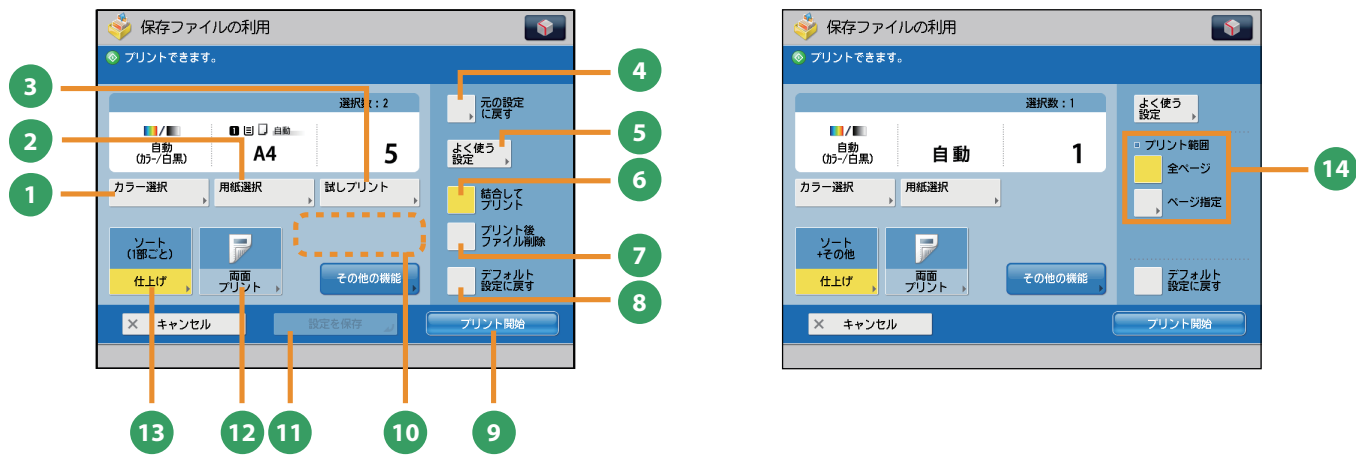 保存ファイルの利用
プリントできます。
選択数：2
自動
(ｶﾗｰ/白黒)
1 自動
A4
5
カラー選択
用紙選択
試しプリント
元の設定
に戻す
よく使う
設定
結合して
プリント
プリント後
ファイル削除
デフォルト
設定に戻す
ソート
(1部ごと)
仕上げ
両面
プリント
その他の機能
キャンセル
設定を保存
プリント開始
1
2
3
4
5
6
7
8
9
10
11
12
13
保存ファイルの利用
プリントできます。
選択数：1
自動
(ｶﾗｰ/白黒)
自動
1
カラー選択
用紙選択
よく使う
設定
プリント範囲
全ページ
ページ指定
ソート
+その他
仕上げ
両面
プリント
その他の機能
デフォルト
設定に戻す
キャンセル
プリント開始
14